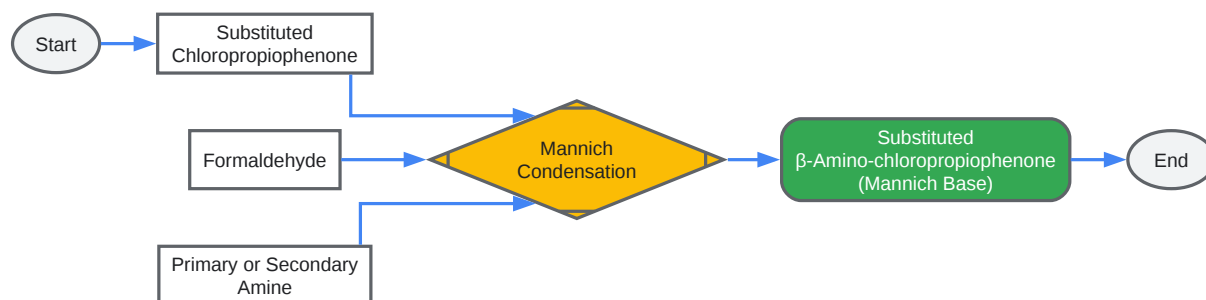 Start
Substituted
Chloropropiophenone
Formaldehyde
Primary or Secondary
Amine
Mannich
Condensation
Substituted
β-Amino-chloropropiophenone
(Mannich Base)
End